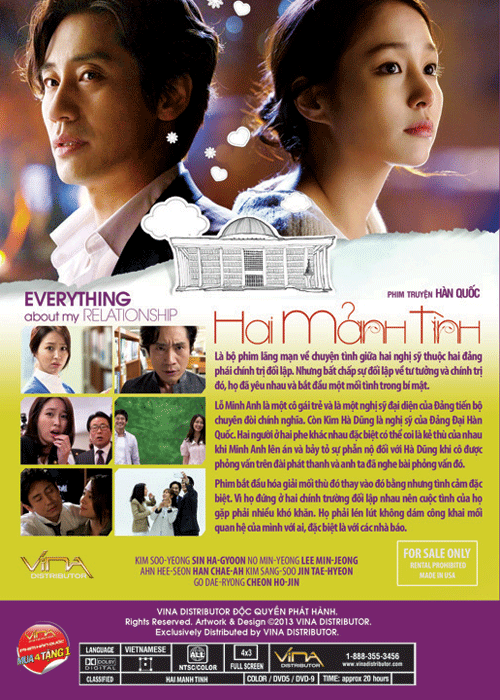 EVERYTHING
about my RELATIONSHIP
PHIM TRUYỆN HÀN QUỐC
Hai Mảnh Tình
Là bộ phim lãng mạn về chuyện tình giữa hai nghị sỹ thuộc hai đảng
phái chính trị đối lập. Nhưng bất chấp sự đối lập về tư tưởng và chính trị
đó, họ đã yêu nhau và bắt đầu một mối tình trong bí mật.
Lỗ Minh Anh là một cô gái trẻ và là một nghị sỹ đại diện của Đảng tiến bộ
chuyên đòi chính nghĩa. Còn Kim Hà Dũng là nghị sỹ của Đảng Đại Hàn
Quốc. Hai người ở hai phe khác nhau đặc biệt có thể coi là kẻ thù của nhau
khi Minh Anh lên án và bảy tỏ sự phẫn nộ đối với Hà Dũng khi cô được
phỏng vấn trên đài phát thanh và anh ta đã nghe bài phỏng vấn đó.
Phim bắt đầu hóa giải mối thù đó thay vào đó bằng nhưng tình cảm đặc
biệt. Vì họ đứng ở hai chính trường đối lập nhau nên cuộc tình của họ
gặp phải nhiều khó khăn. Họ phải lén lút không dám công khai mối
quan hệ của mình với ai, đặc biệt là với các nhà báo.
ViNA
DISTRIBUTOR
KIM SOO-YEONG SIN HA-GYOON NO MIN-YEONG LEE MIN-JEONG
AHN HEE-SEON HAN CHAE-AH KIM SANG-SOO JIN TAE-HYEON
GO DAE-RYONG CHEON HO-JIN
FOR SALE ONLY
RENTAL PROHIBITED
MADE IN USA
VINA DISTRIBUTOR ĐỘC QUYỀN PHÁT HÀNH.
Rights Reserved. Artwork & Design ©2013 VINA DISTRIBUTOR.
Exclusively Distributed by VINA DISTRIBUTOR.
ViNA
PHIM HÀN QUỐC
MUA 4 TẶNG 1
LANGUAGE VIETNAMESE
DOLBY
DIGITAL
ALL
NTSC/COLOR
4x3
FULL SCREEN
ViNA
DISTRIBUTOR
1-888-355-3456
www.vinadistributor.com
CLASSIFIED HAI MANH TINH COLOR / DVD5 / DVD-9 TIME: approx 20 hours